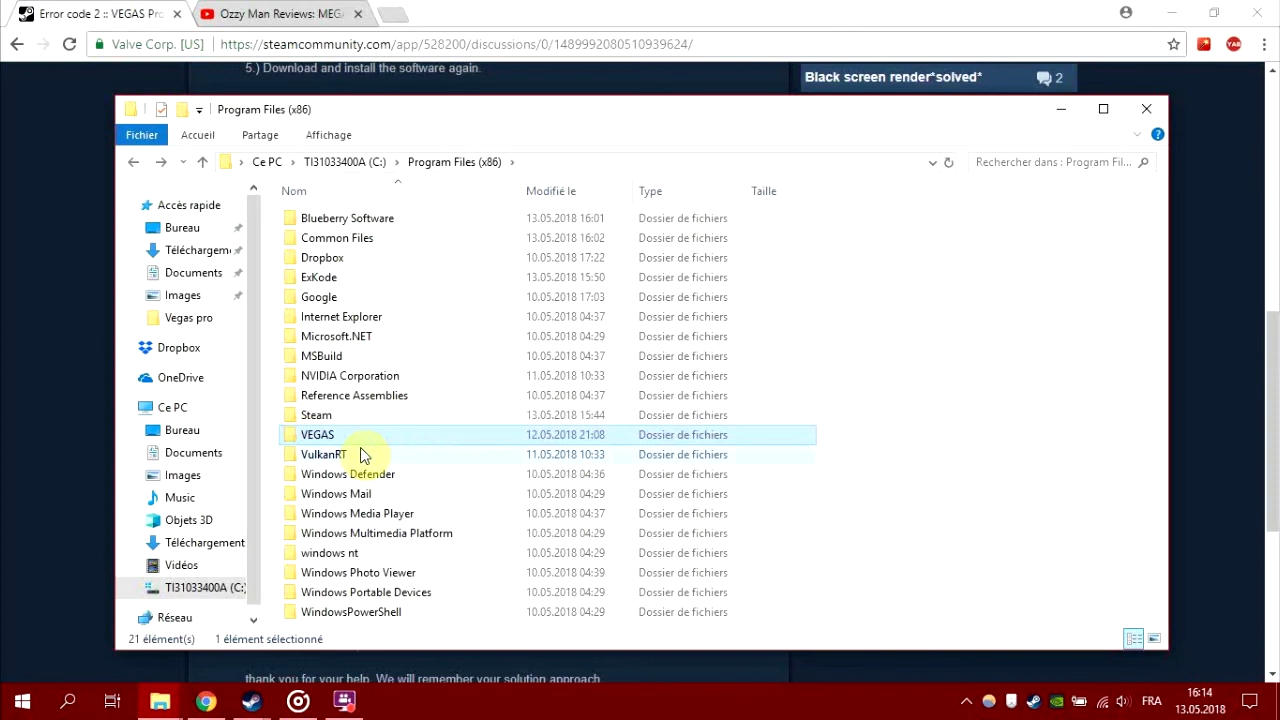 Error code 2 :: VEGAS Pro
Ozzy Man Reviews: MEGA
Valve Corp. [US] https://steamcommunity.com/app/528200/discussions/0/1489992080510939624/
5.) Download and install the software again.
Black screen render*solved* 2
Program Files (x86)
Fichier Accueil Partage Affichage
Ce PC TI31033400A (C:) Program Files (x86)
Rechercher dans : Program Fil...
Nom Modifié le Type Taille
Accès rapide
Bureau
Téléchargem
Documents
Images
Vegas pro
Dropbox
OneDrive
Ce PC
Bureau
Documents
Images
Music
Objets 3D
Téléchargement
Vidéos
TI31033400A (C:)
Réseau
Blueberry Software 13.05.2018 16:01 Dossier de fichiers
Common Files 13.05.2018 16:02 Dossier de fichiers
Dropbox 10.05.2018 17:22 Dossier de fichiers
ExKode 13.05.2018 15:50 Dossier de fichiers
Google 10.05.2018 17:03 Dossier de fichiers
Internet Explorer 10.05.2018 04:37 Dossier de fichiers
Microsoft.NET 10.05.2018 04:29 Dossier de fichiers
MSBuild 10.05.2018 04:37 Dossier de fichiers
NVIDIA Corporation 11.05.2018 10:33 Dossier de fichiers
Reference Assemblies 10.05.2018 04:37 Dossier de fichiers
Steam 13.05.2018 15:44 Dossier de fichiers
VEGAS 12.05.2018 21:08 Dossier de fichiers
VulkanRT 11.05.2018 10:33 Dossier de fichiers
Windows Defender 10.05.2018 04:36 Dossier de fichiers
Windows Mail 10.05.2018 04:29 Dossier de fichiers
Windows Media Player 10.05.2018 04:37 Dossier de fichiers
Windows Multimedia Platform 10.05.2018 04:29 Dossier de fichiers
windows nt 10.05.2018 04:29 Dossier de fichiers
Windows Photo Viewer 10.05.2018 04:39 Dossier de fichiers
Windows Portable Devices 10.05.2018 04:29 Dossier de fichiers
WindowsPowerShell 10.05.2018 04:29 Dossier de fichiers
21 élément(s) 1 élément sélectionné
thank you for your help. We will remember your solution approach
FRA
16:14
13.05.2018